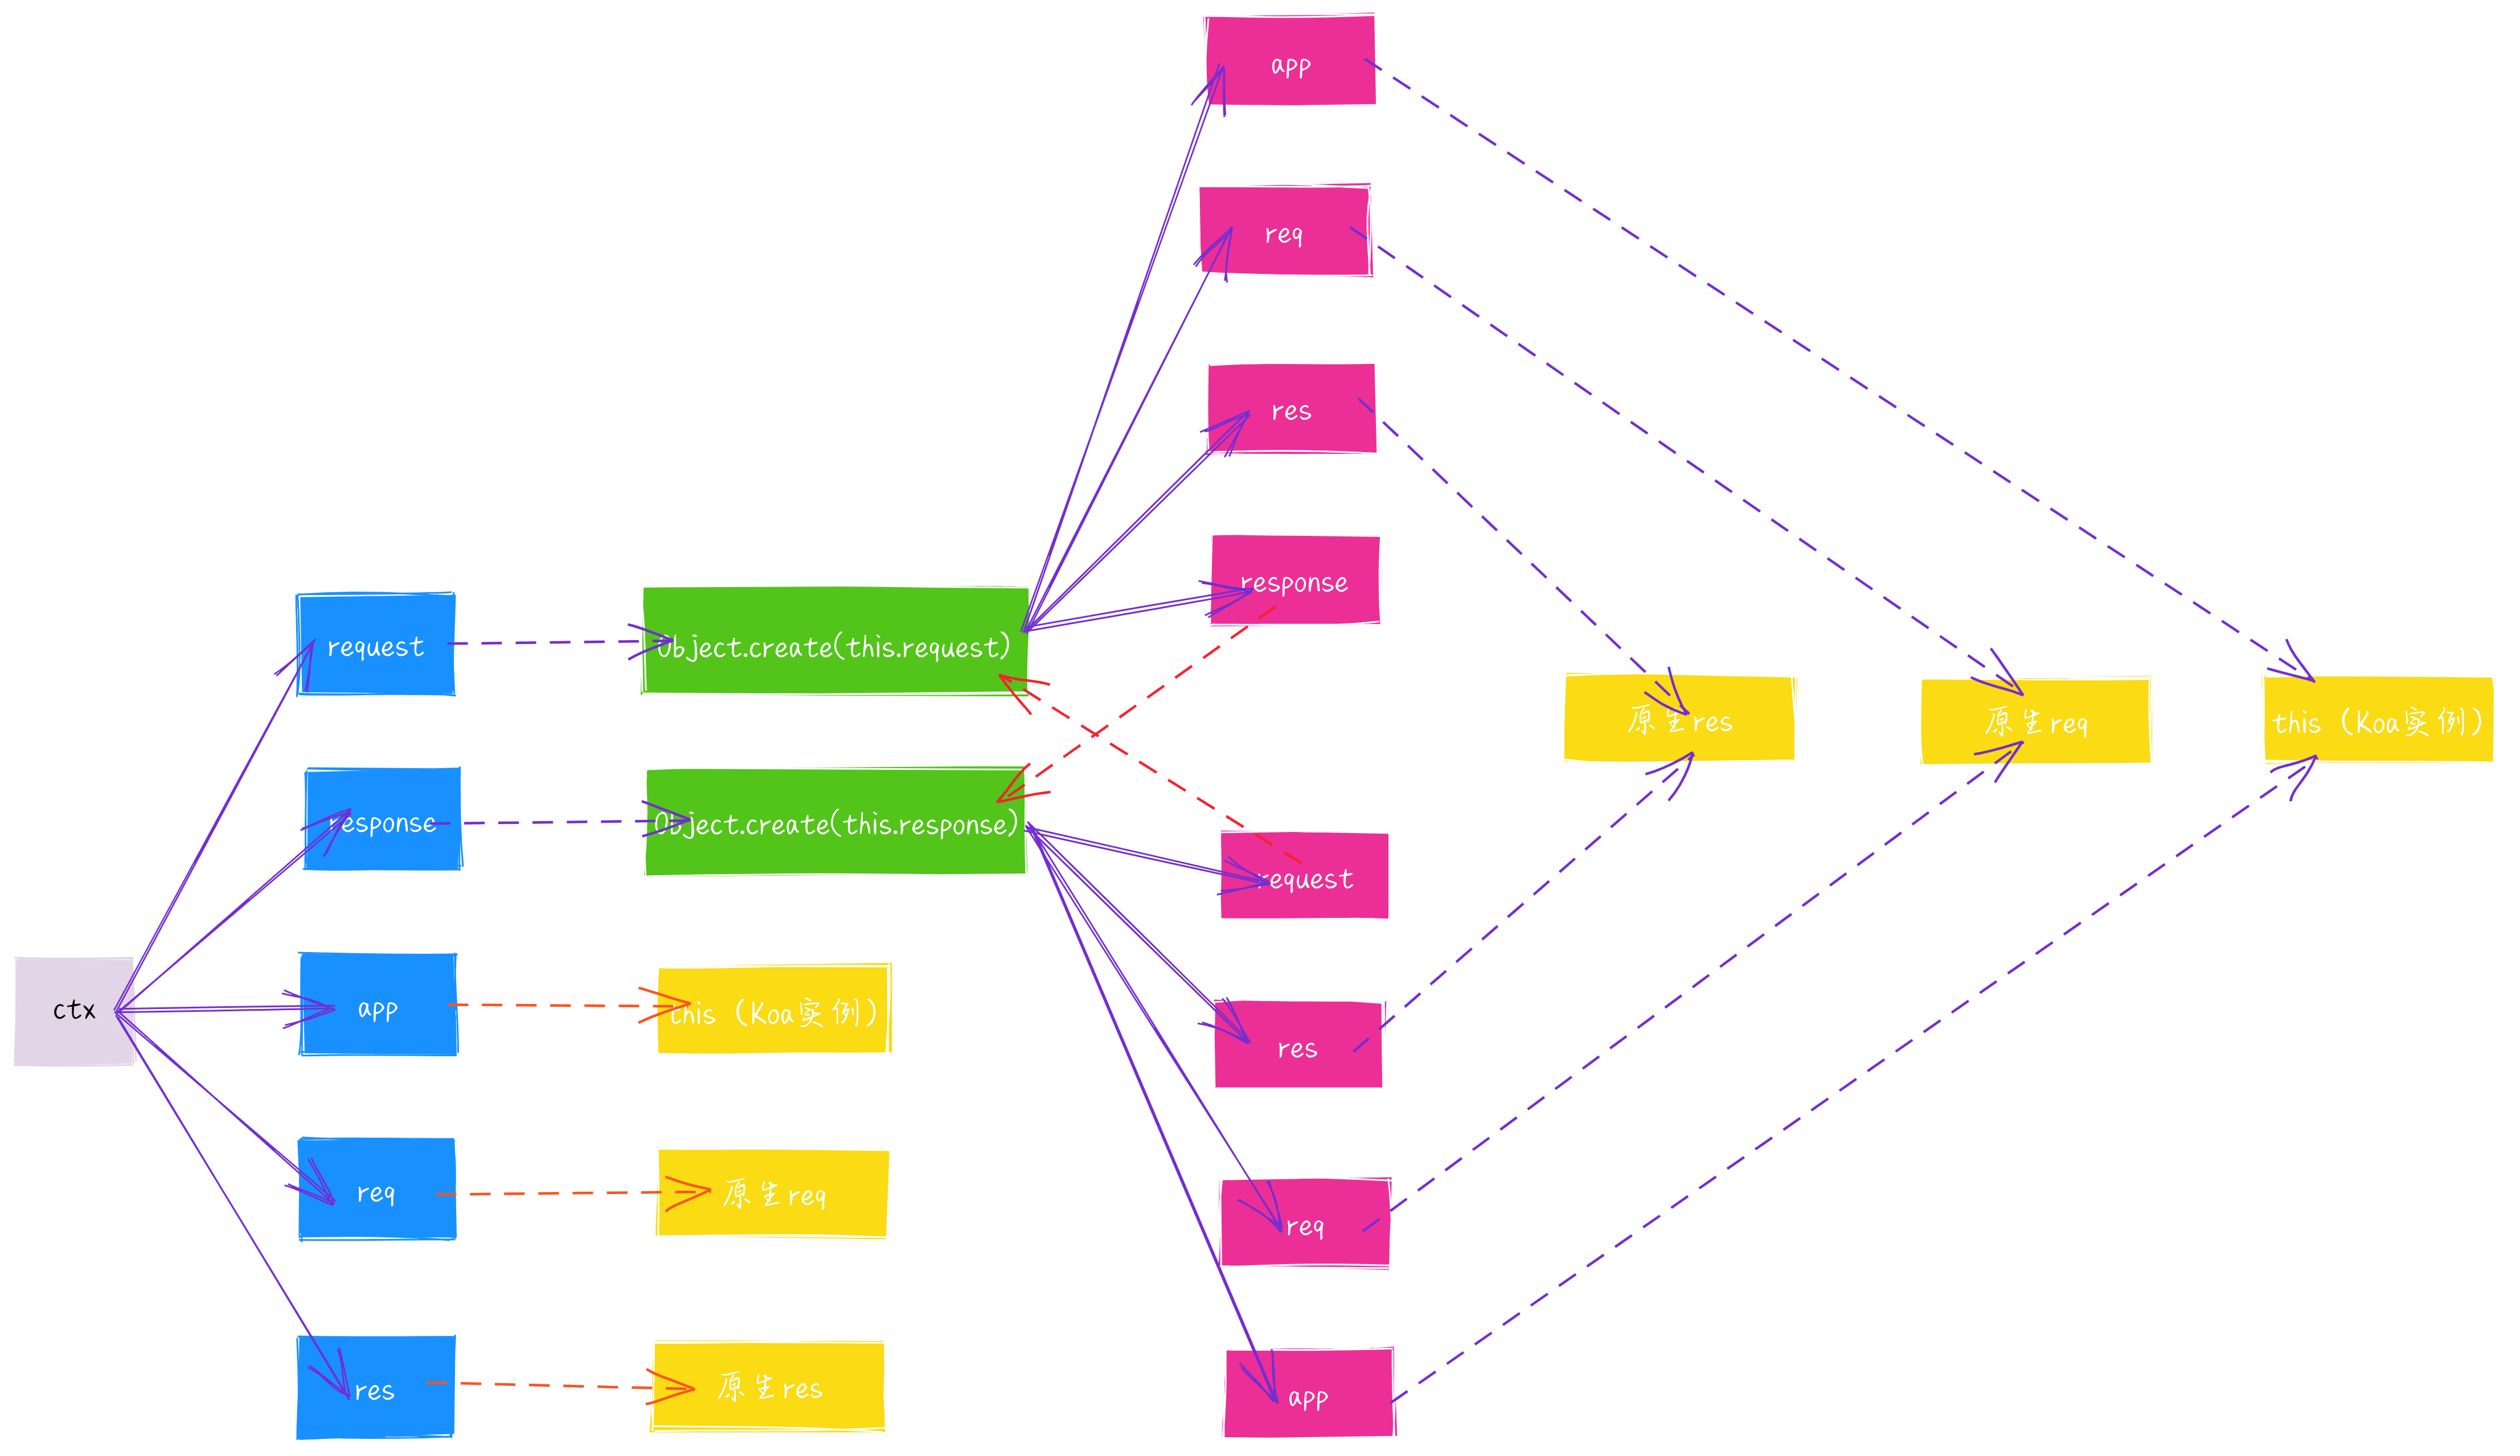 app
req
res
response
request
Object.create(this.request)
原生res
原生req
this（Koa实例）
response
Object.create(this.response)
request
ctx
app
this（Koa实例）
res
req
原生req
req
res
原生res
app